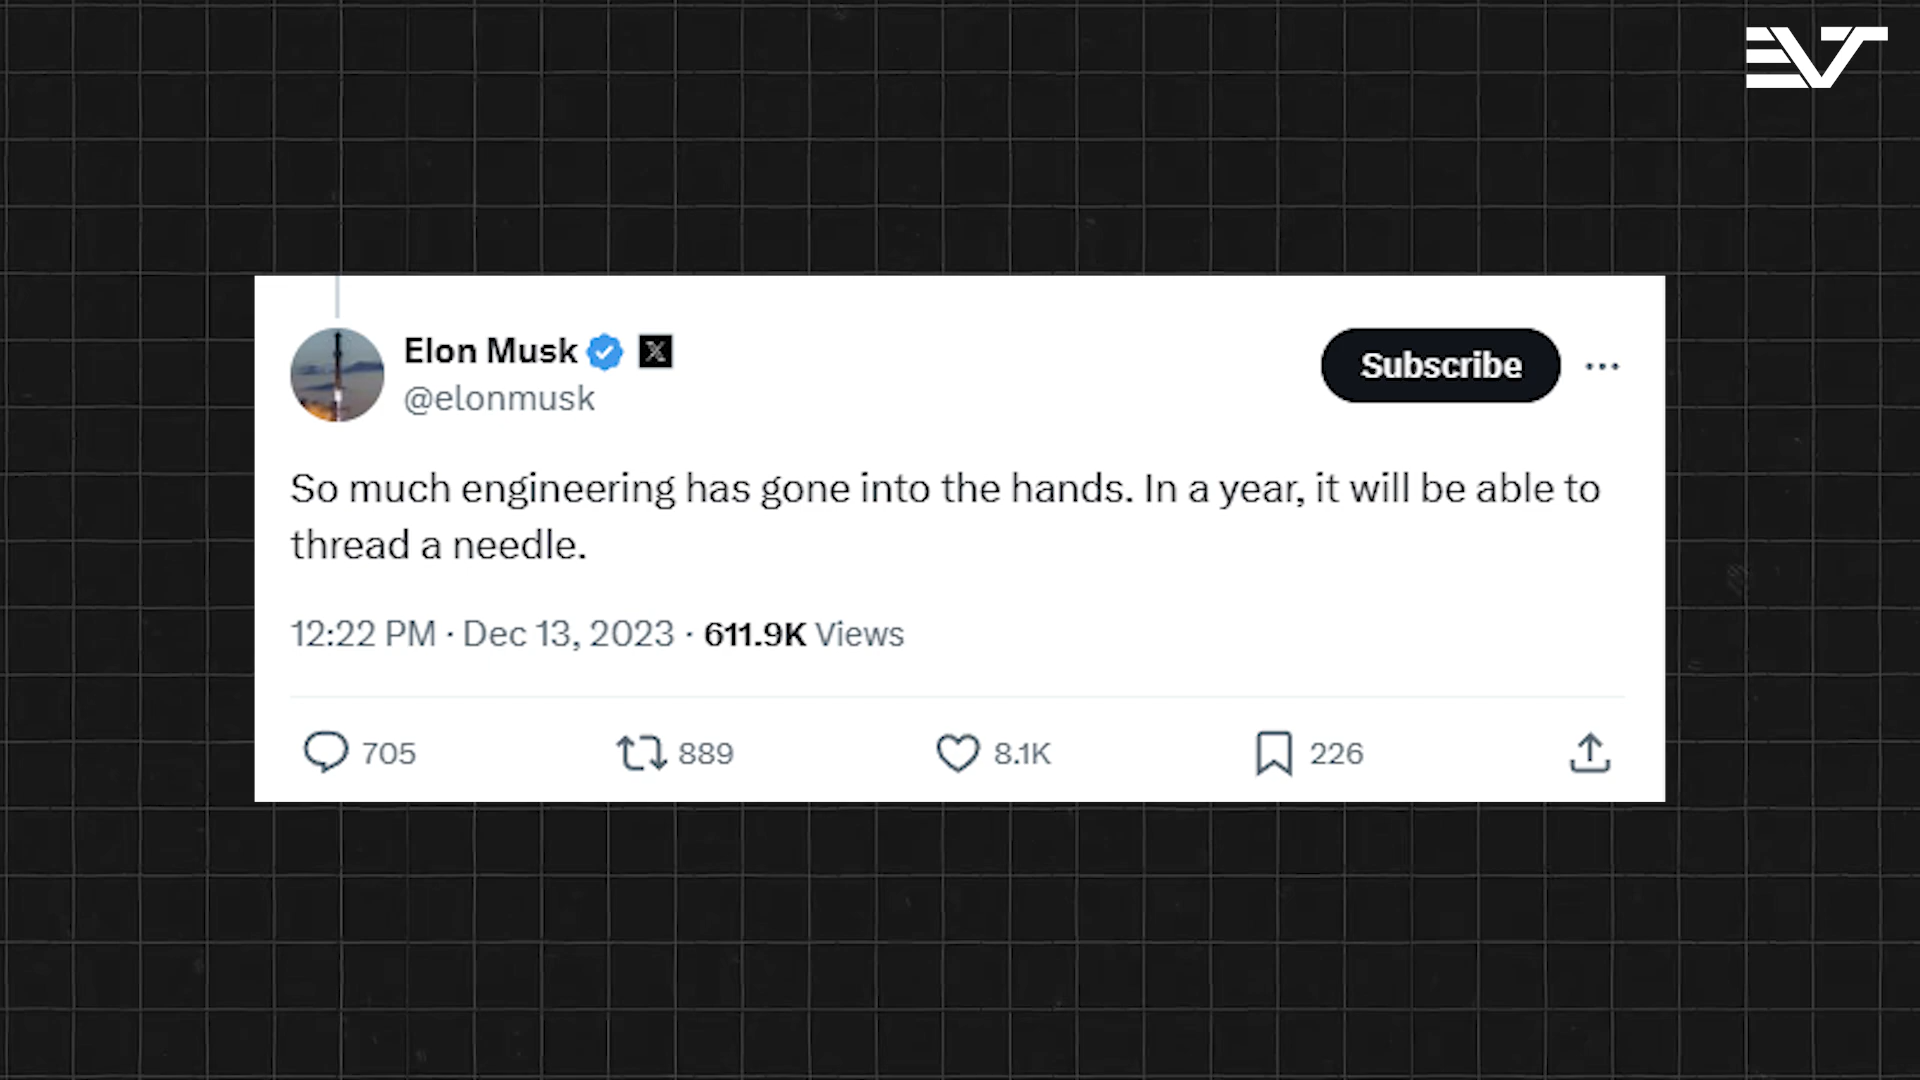 EVT
Elon Musk
@elonmusk
Subscribe
So much engineering has gone into the hands. In a year, it will be able to
thread a needle.
12:22 PM · Dec 13, 2023 · 611.9K Views
705 889 8.1K 226